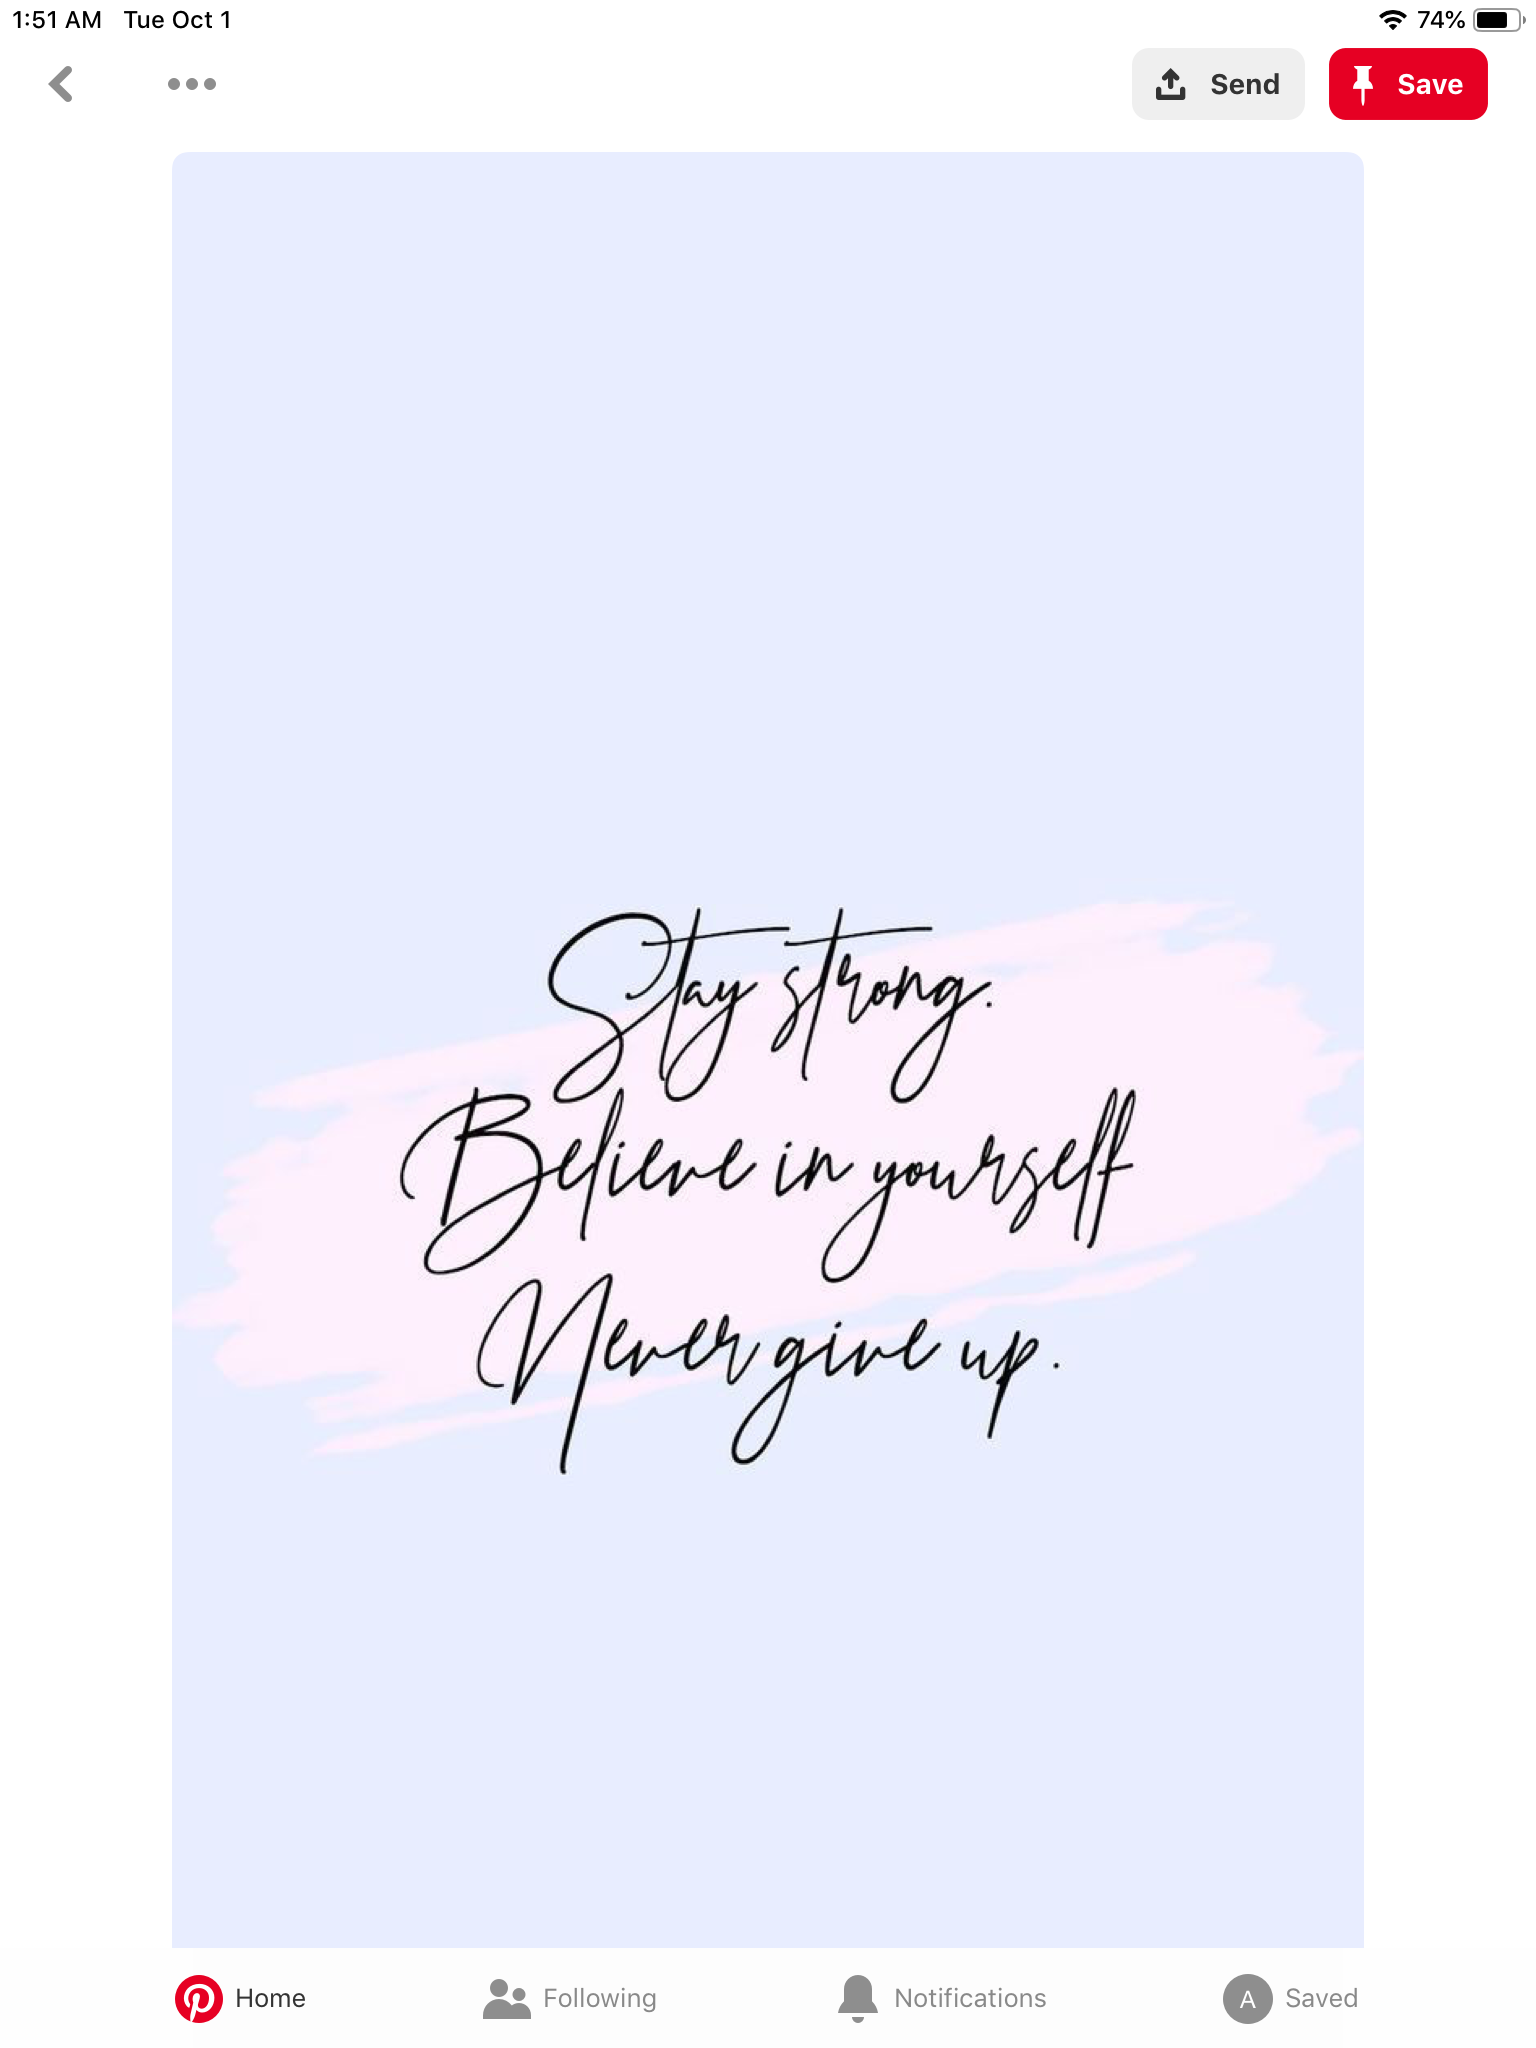 1:51 AM Tue Oct 1 74%
Send Save
Stay strong.
Believe in yourself
Never give up.
Home Following Notifications A Saved